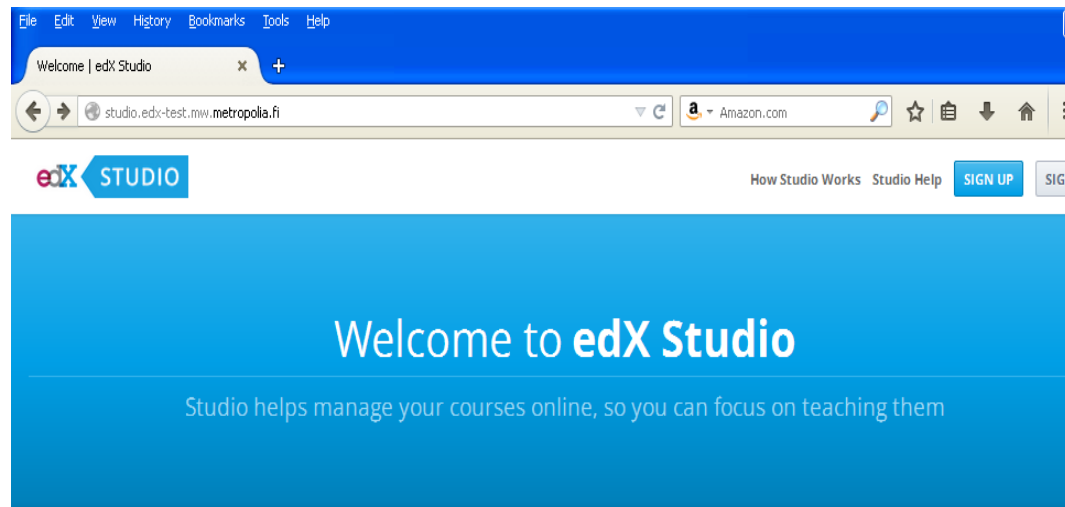 File Edit View History Bookmarks Tools Help
Welcome | edX Studio
studio.edx-test.mw.metropolia.fi
a Amazon.com
edX STUDIO
How Studio Works Studio Help SIGN UP SIG
Welcome to edX Studio
Studio helps manage your courses online, so you can focus on teaching them